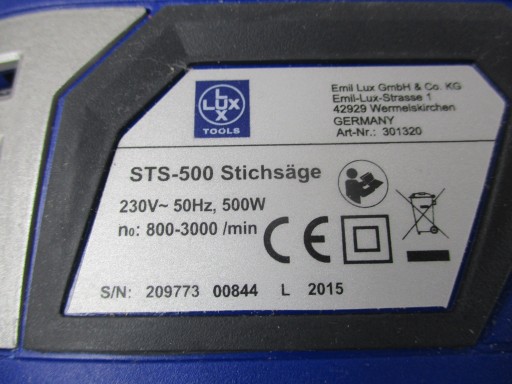 LUX
LUX
TOOLS
Emil Lux GmbH & Co. KG
Emil-Lux-Strasse 1
42929 Wermelskirchen
GERMANY
Art-Nr.: 301320
STS-500 Stichsäge
230V~ 50Hz, 500W
n₀: 800-3000 /min
CE
S/N: 209773 00844 L 2015